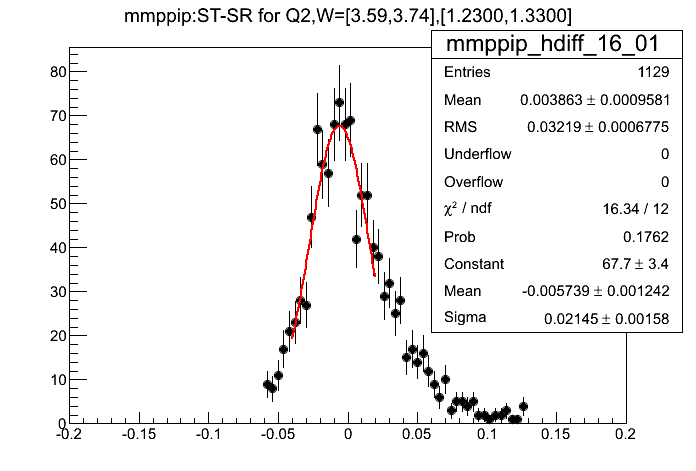 mmppip:ST-SR for Q2,W=[3.59,3.74],[1.2300,1.3300]
mmppip_hdiff_16_01
Entries 1129
Mean 0.003863 ± 0.0009581
RMS 0.03219 ± 0.0006775
Underflow 0
Overflow 0
χ² / ndf 16.34 / 12
Prob 0.1762
Constant 67.7 ± 3.4
Mean -0.005739 ± 0.001242
Sigma 0.02145 ± 0.00158
80
70
60
50
40
30
20
10
0
-0.2 -0.15 -0.1 -0.05 0 0.05 0.1 0.15 0.2